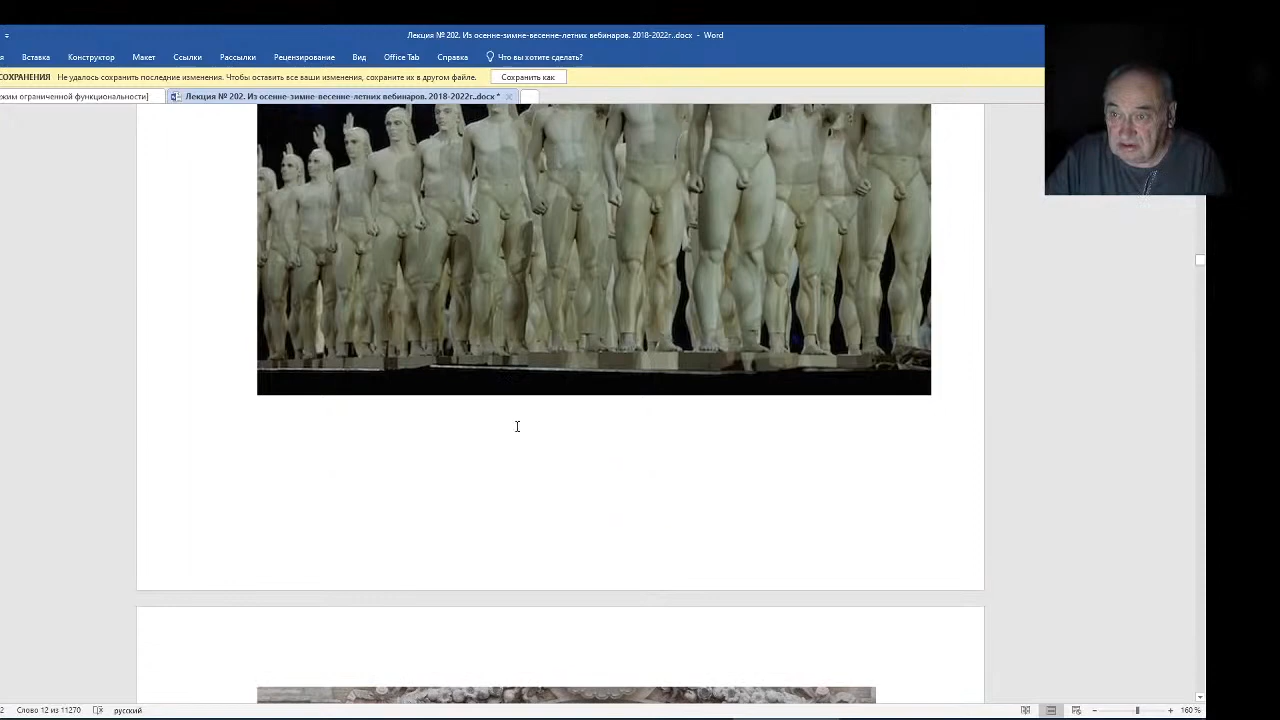 Лекция № 202. Из осенне-зимне-весенне-летних вебинаров. 2018-2022г..docx - Word
Вставка Конструктор Макет Ссылки Рассылки Рецензирование Вид Office Tab Справка Что вы хотите сделать?
СОХРАНЕНИЯ Не удалось сохранить последние изменения. Чтобы оставить все ваши изменения, сохраните их в другом файле. Сохранить как
жим ограниченной функциональности] Лекция № 202. Из осенне-зимне-весенне-летних вебинаров. 2018-2022г..docx *
2 Слово 12 из 11270 русский 160 %